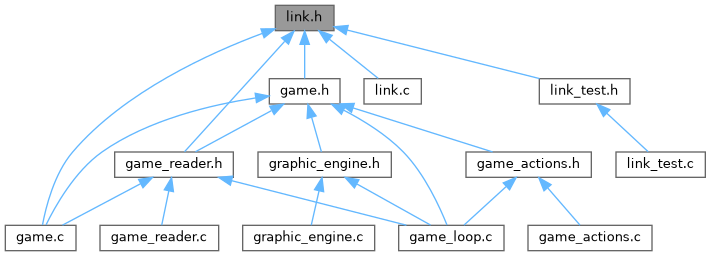 link.h
game.h
link.c
link_test.h
game_reader.h
graphic_engine.h
game_actions.h
link_test.c
game.c
game_reader.c
graphic_engine.c
game_loop.c
game_actions.c